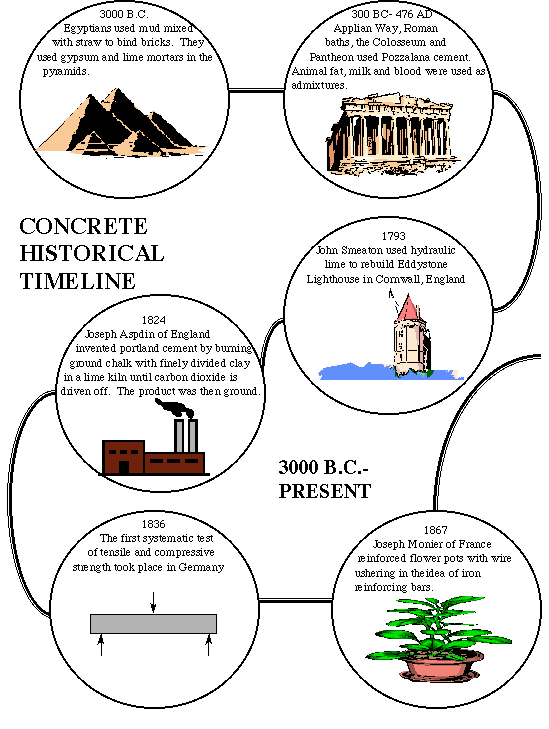 3000 B.C.
Egyptians used mud mixed
with straw to bind bricks. They
used gypsum and lime mortars in the
pyramids.
300 BC- 476 AD
Applian Way, Roman
baths, the Colosseum and
Pantheon used Pozzalana cement.
Animal fat, milk and blood were used as
admixtures.
CONCRETE
HISTORICAL
TIMELINE
1793
John Smeaton used hydraulic
lime to rebuild Eddystone
Lighthouse in Cornwall, England
1824
Joseph Aspdin of England
invented portland cement by burning
ground chalk with finely divided clay
in a lime kiln until carbon dioxide is
driven off. The product was then ground.
3000 B.C.-
PRESENT
1836
The first systematic test
of tensile and compressive
strength took place in Germany
1867
Joseph Monier of France
reinforced flower pots with wire
ushering in theidea of iron
reinforcing bars.